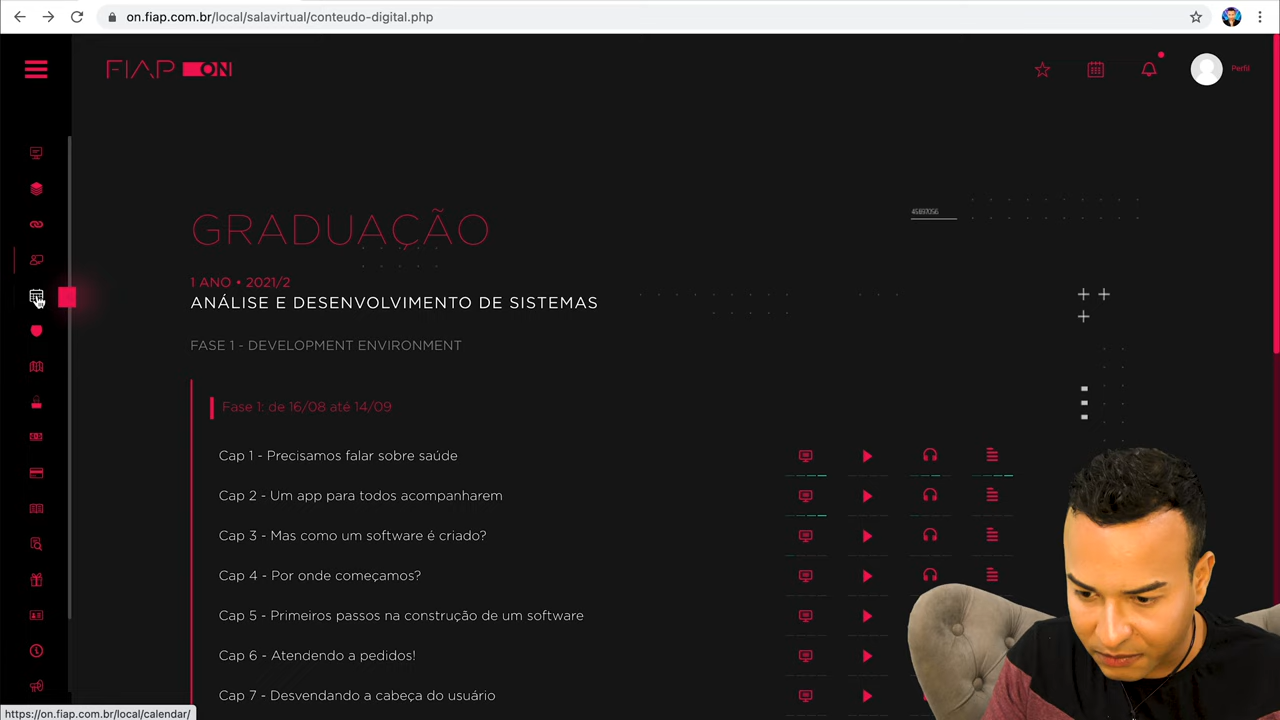 on.fiap.com.br/local/salavirtual/conteudo-digital.php
FIAP ON
Perfil
GRADUAÇÃO
45897056
1 ANO • 2021/2
ANÁLISE E DESENVOLVIMENTO DE SISTEMAS
FASE 1 - DEVELOPMENT ENVIRONMENT
Fase 1: de 16/08 até 14/09
Cap 1 - Precisamos falar sobre saúde
Cap 2 - Um app para todos acompanharem
Cap 3 - Mas como um software é criado?
Cap 4 - Por onde começamos?
Cap 5 - Primeiros passos na construção de um software
Cap 6 - Atendendo a pedidos!
Cap 7 - Desvendando a cabeça do usuário
https://on.fiap.com.br/local/calendar/